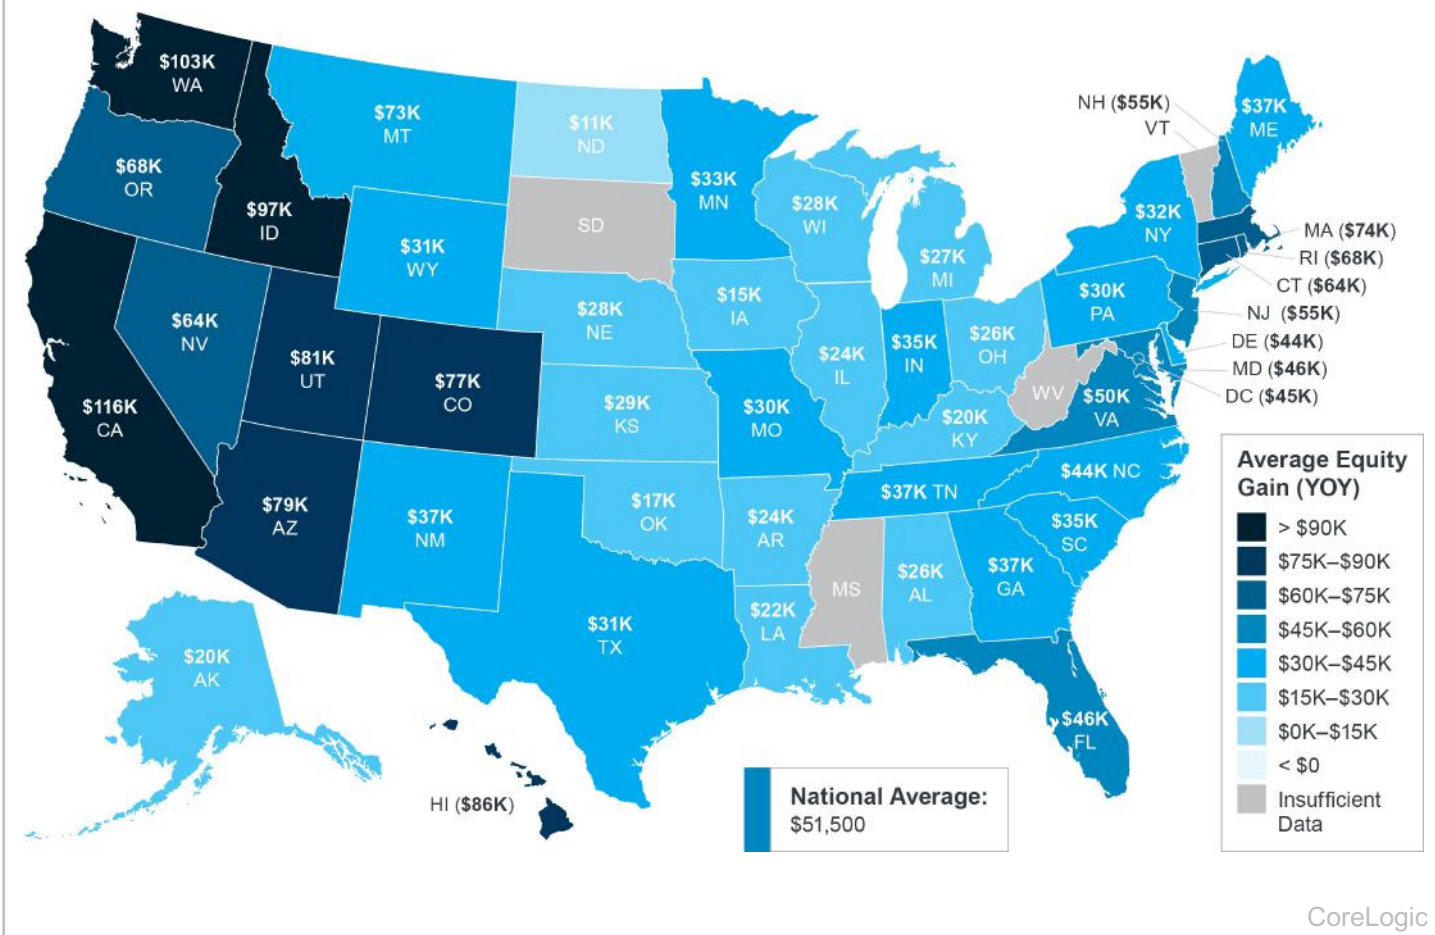 $103K
WA
$73K
MT
$11K
ND
NH ($55K)
VT
$37K
ME
$68K
OR
$97K
ID
$33K
MN
SD
$28K
WI
$32K
NY
$31K
WY
$27K
MI
MA ($74K)
RI ($68K)
CT ($64K)
$64K
NV
$28K
NE
$15K
IA
$30K
PA
NJ ($55K)
DE ($44K)
MD ($46K)
DC ($45K)
$81K
UT
$77K
CO
$24K
IL
$35K
IN
$26K
OH
WV
$50K
VA
$116K
CA
$29K
KS
$30K
MO
$20K
KY
$79K
AZ
$37K
NM
$17K
OK
$24K
AR
$37K TN
$44K NC
$35K
SC
MS
$26K
AL
$37K
GA
$31K
TX
$22K
LA
$20K
AK
$46K
FL
HI ($86K)
National Average:
$51,500
Average Equity
Gain (YOY)
> $90K
$75K–$90K
$60K–$75K
$45K–$60K
$30K–$45K
$15K–$30K
$0K–$15K
< $0
Insufficient
Data
CoreLogic